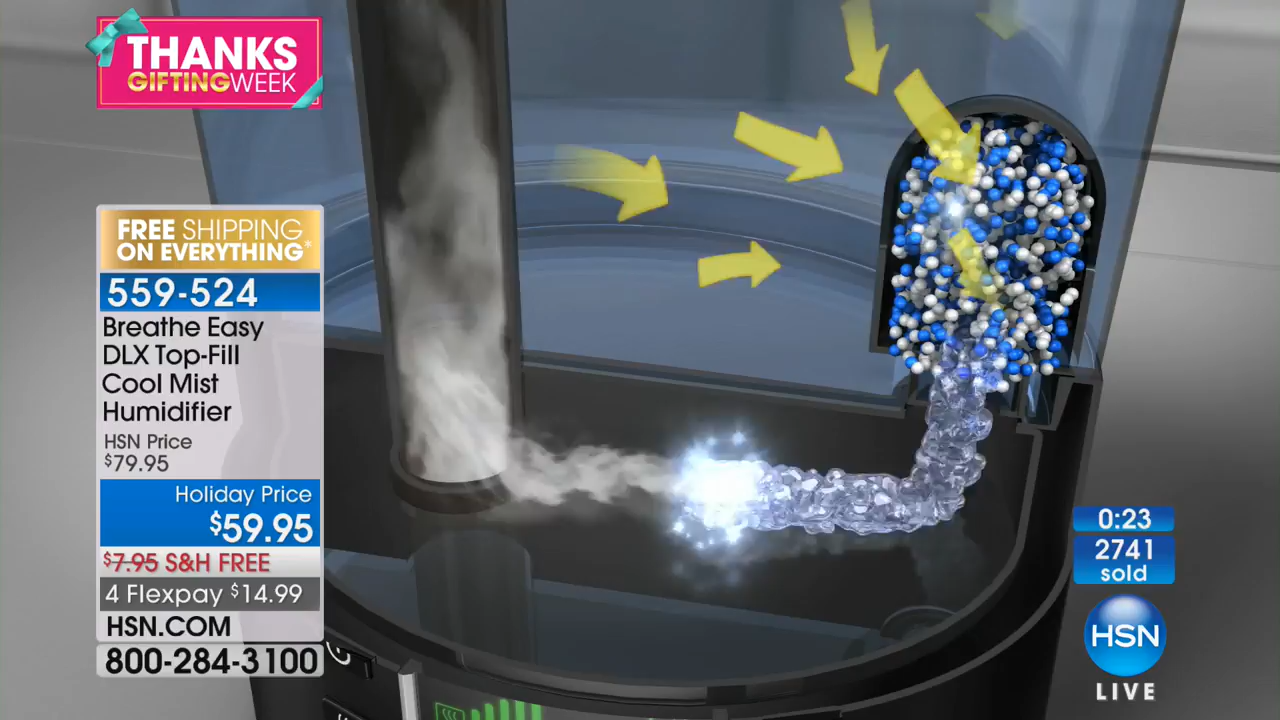 THANKS
GIFTINGWEEK
FREE SHIPPING
ON EVERYTHING*
559-524
Breathe Easy
DLX Top-Fill
Cool Mist
Humidifier
HSN Price
$79.95
Holiday Price
$59.95
$7.95 S&H FREE
4 Flexpay $14.99
HSN.COM
800-284-3100
0:23
2741
sold
HSN
LIVE